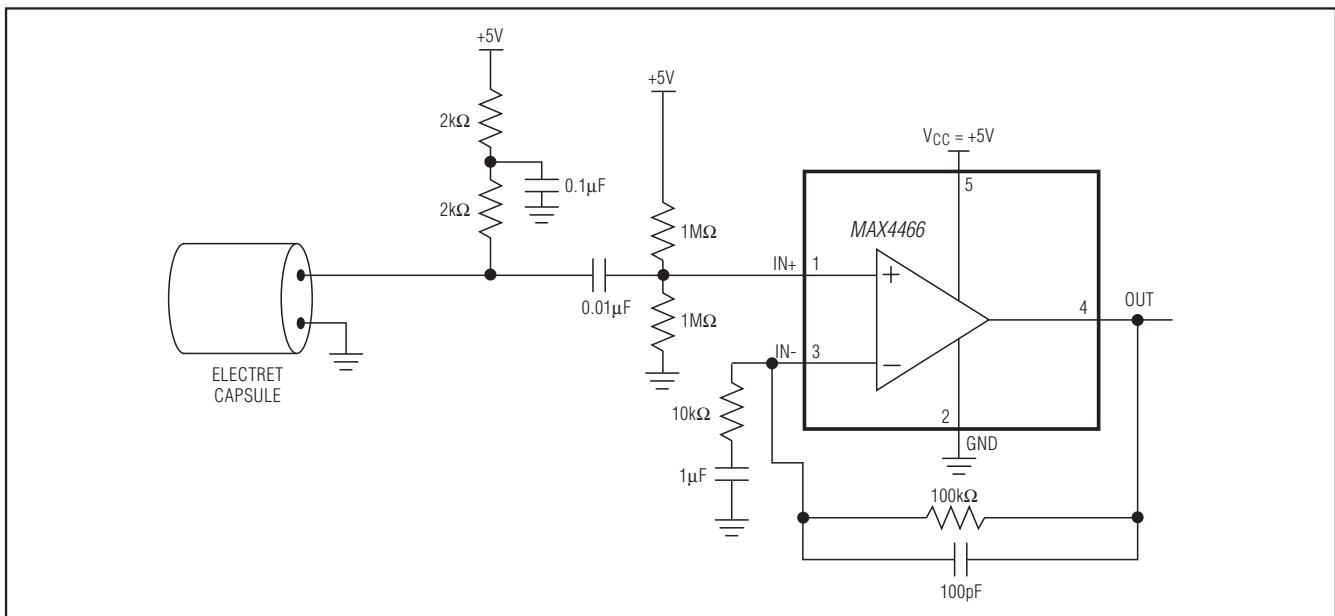 +5V
+5V
2kΩ
VCC = +5V
5
0.1µF
2kΩ
1MΩ
MAX4466
IN+
1
+
0.01µF
4
OUT
1MΩ
IN-
3
−
ELECTRET
CAPSULE
10kΩ
2
GND
1µF
100kΩ
100pF